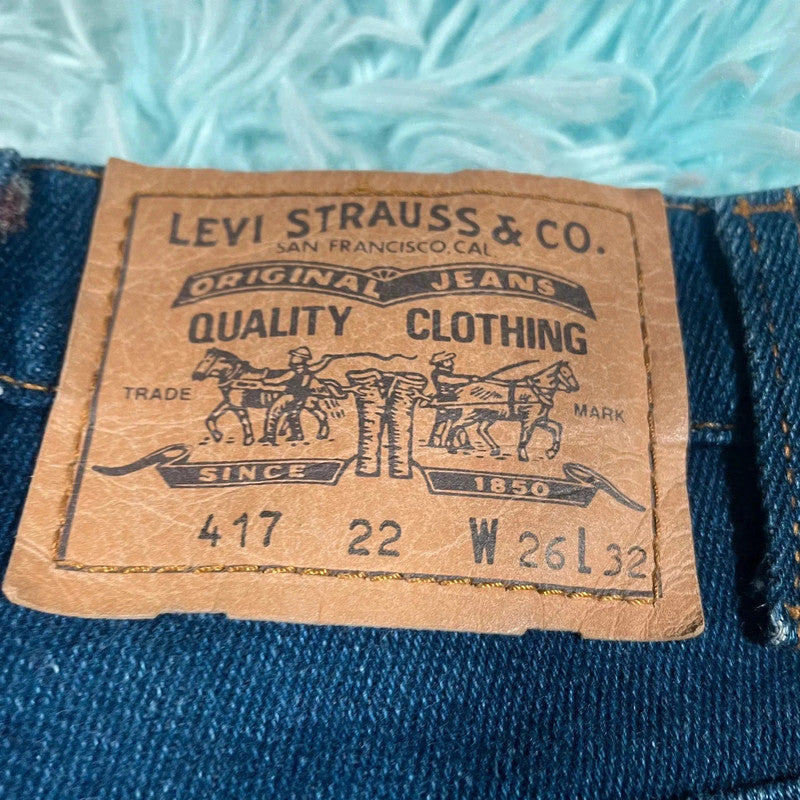 LEVI STRAUSS & CO.
SAN FRANCISCO, CAL
ORIGINAL JEANS
QUALITY CLOTHING
TRADE MARK
SINCE 1850
417 22 W 26 L 32